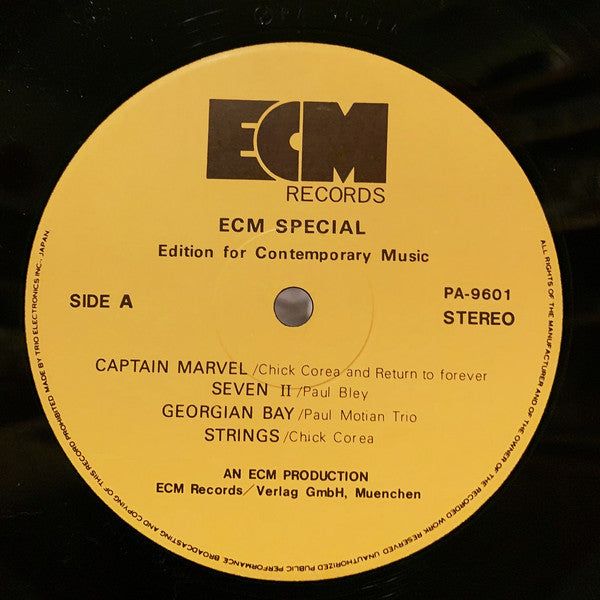 ECM
RECORDS
ECM SPECIAL
Edition for Contemporary Music
SIDE A
PA-9601
STEREO
CAPTAIN MARVEL/Chick Corea and Return to forever
SEVEN II/Paul Bley
GEORGIAN BAY/Paul Motian Trio
STRINGS/Chick Corea
AN ECM PRODUCTION
ECM Records/Verlag GmbH, Muenchen
ALL RIGHTS OF THE MANUFACTURER AND OF THE OWNER OF THE RECORDED WORK RESERVED UNAUTHORIZED PUBLIC PERFORMANCE BROADCASTING AND COPYING OF THIS RECORD PROHIBITED MADE BY TRIO ELECTRONICS INC., JAPAN